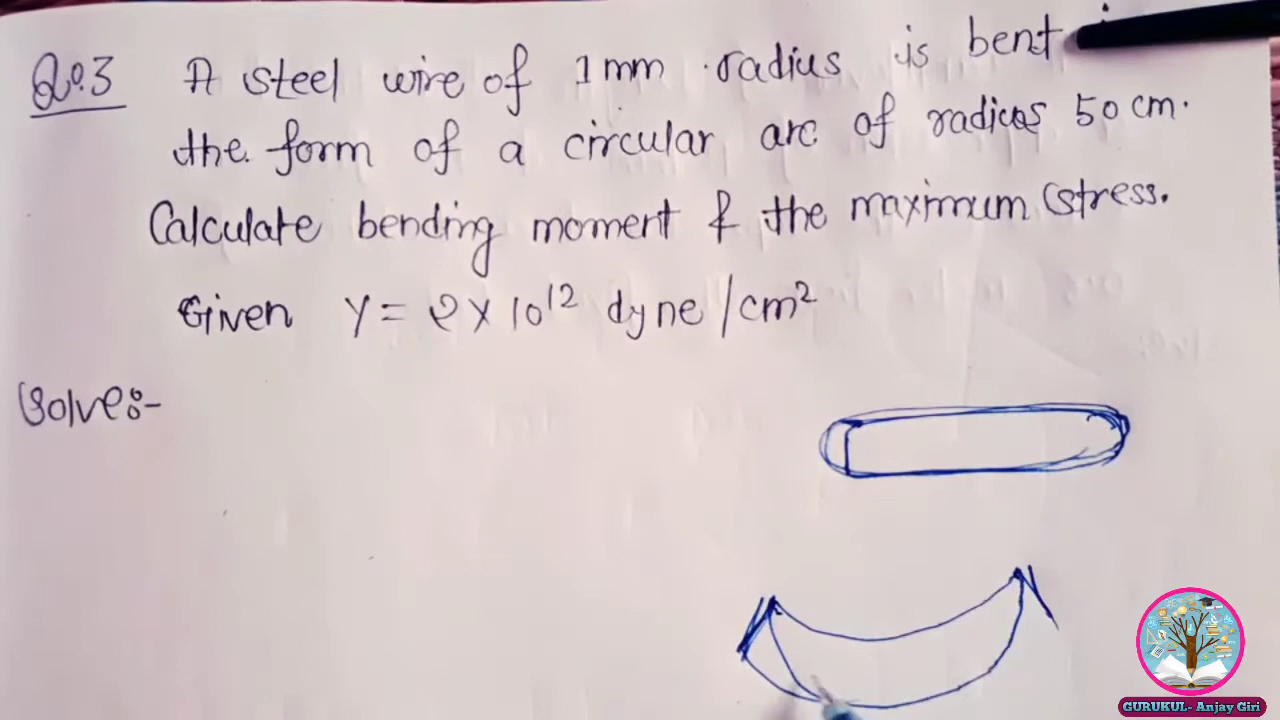 Qo.3 A steel wire of 1mm radius is bent
the form of a circular arc of radius 50 cm.
Calculate bending moment & the maximum stress.
Given Y = 2 x 10^12 dyne / cm^2
Solve:-
GURUKUL- Anjay Giri